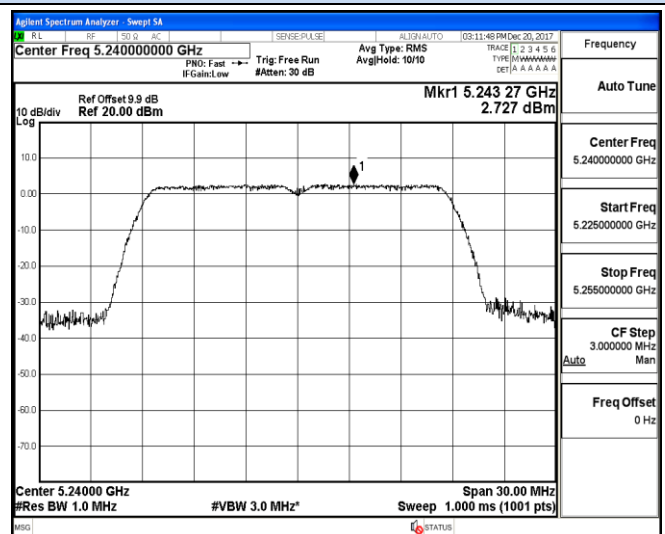 Agilent Spectrum Analyzer - Swept SA
LXI RL RF 50 Ω AC SENSE:PULSE ALIGN AUTO 03:11:48 PM Dec 20, 2017
Center Freq 5.240000000 GHz
PNO: Fast Trig: Free Run
IFGain:Low #Atten: 30 dB
Avg Type: RMS
Avg|Hold: 10/10
TRACE 1 2 3 4 5 6
TYPE MWWWWW
DET A A A A A A
Frequency
Auto Tune
Mkr1 5.243 27 GHz
2.727 dBm
Ref Offset 9.9 dB
10 dB/div Ref 20.00 dBm
Log
1
10.0
0.00
-10.0
-20.0
-30.0
-40.0
-50.0
-60.0
-70.0
Center Freq
5.240000000 GHz
Start Freq
5.225000000 GHz
Stop Freq
5.255000000 GHz
CF Step
3.000000 MHz
Auto Man
Freq Offset
0 Hz
Center 5.24000 GHz Span 30.00 MHz
#Res BW 1.0 MHz #VBW 3.0 MHz* Sweep 1.000 ms (1001 pts)
MSG STATUS